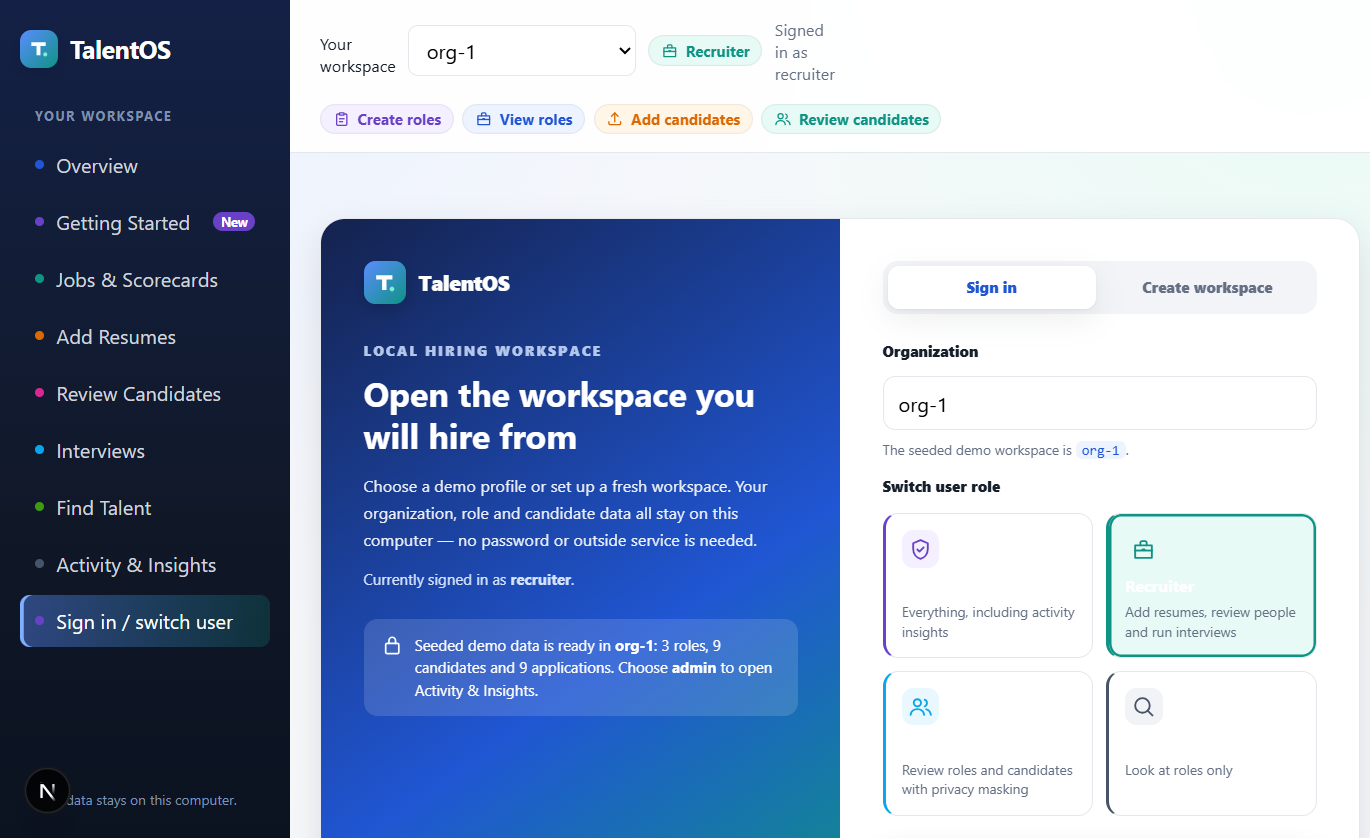 T.
TalentOS
YOUR WORKSPACE
Overview
Getting Started New
Jobs & Scorecards
Add Resumes
Review Candidates
Interviews
Find Talent
Activity & Insights
Sign in / switch user
N
data stays on this computer.
Your
workspace
org-1
Recruiter
Signed
in as
recruiter
Create roles
View roles
Add candidates
Review candidates
T.
TalentOS
LOCAL HIRING WORKSPACE
Open the workspace you
will hire from
Choose a demo profile or set up a fresh workspace. Your
organization, role and candidate data all stay on this
computer — no password or outside service is needed.
Currently signed in as recruiter.
Seeded demo data is ready in org-1: 3 roles, 9
candidates and 9 applications. Choose admin to open
Activity & Insights.
Sign in
Create workspace
Organization
org-1
The seeded demo workspace is org-1.
Switch user role
Everything, including activity
insights
Recruiter
Add resumes, review people
and run interviews
Review roles and candidates
with privacy masking
Look at roles only